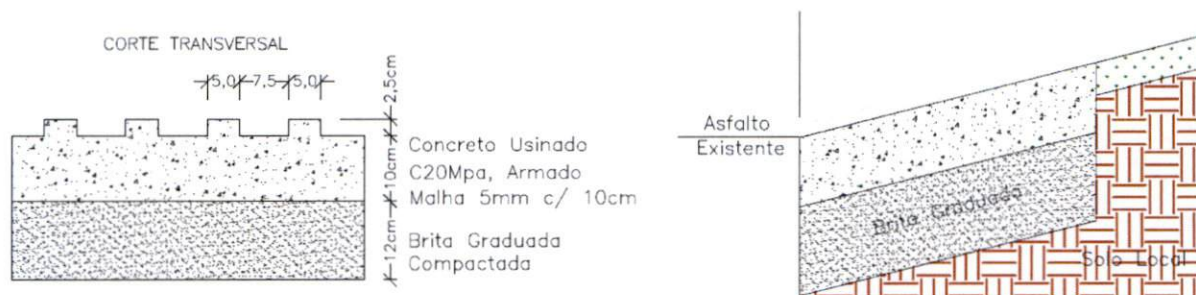 CORTE TRANSVERSAL
5,0 7,5 5,0
2,5cm
10cm
12cm
Concreto Usinado
C20Mpa, Armado
Malha 5mm c/ 10cm
Brita Graduada
Compactada
Asfalto
Existente
Brita Graduada
Solo Local